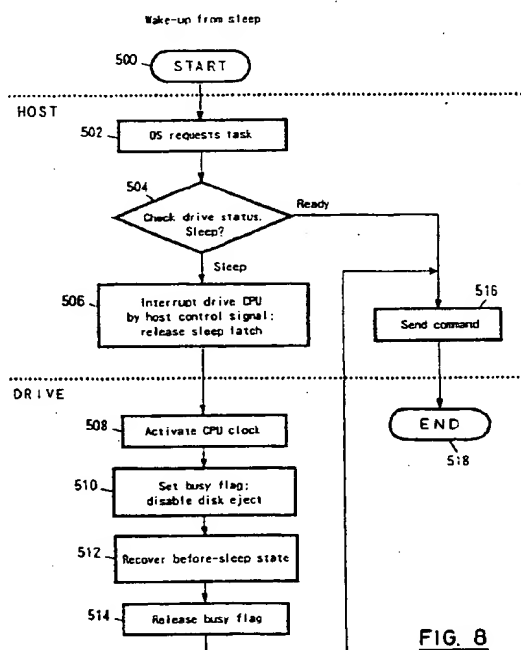 Wake-up from sleep
500
START
HOST
502
OS requests task
504
Check drive status.
Sleep?
Ready
Sleep
506
Interrupt drive CPU
by host control signal;
release sleep latch
516
Send command
DRIVE
END
518
508
Activate CPU clock
510
Set busy flag;
disable disk eject
512
Recover before-sleep state
514
Release busy flag
FIG. 8